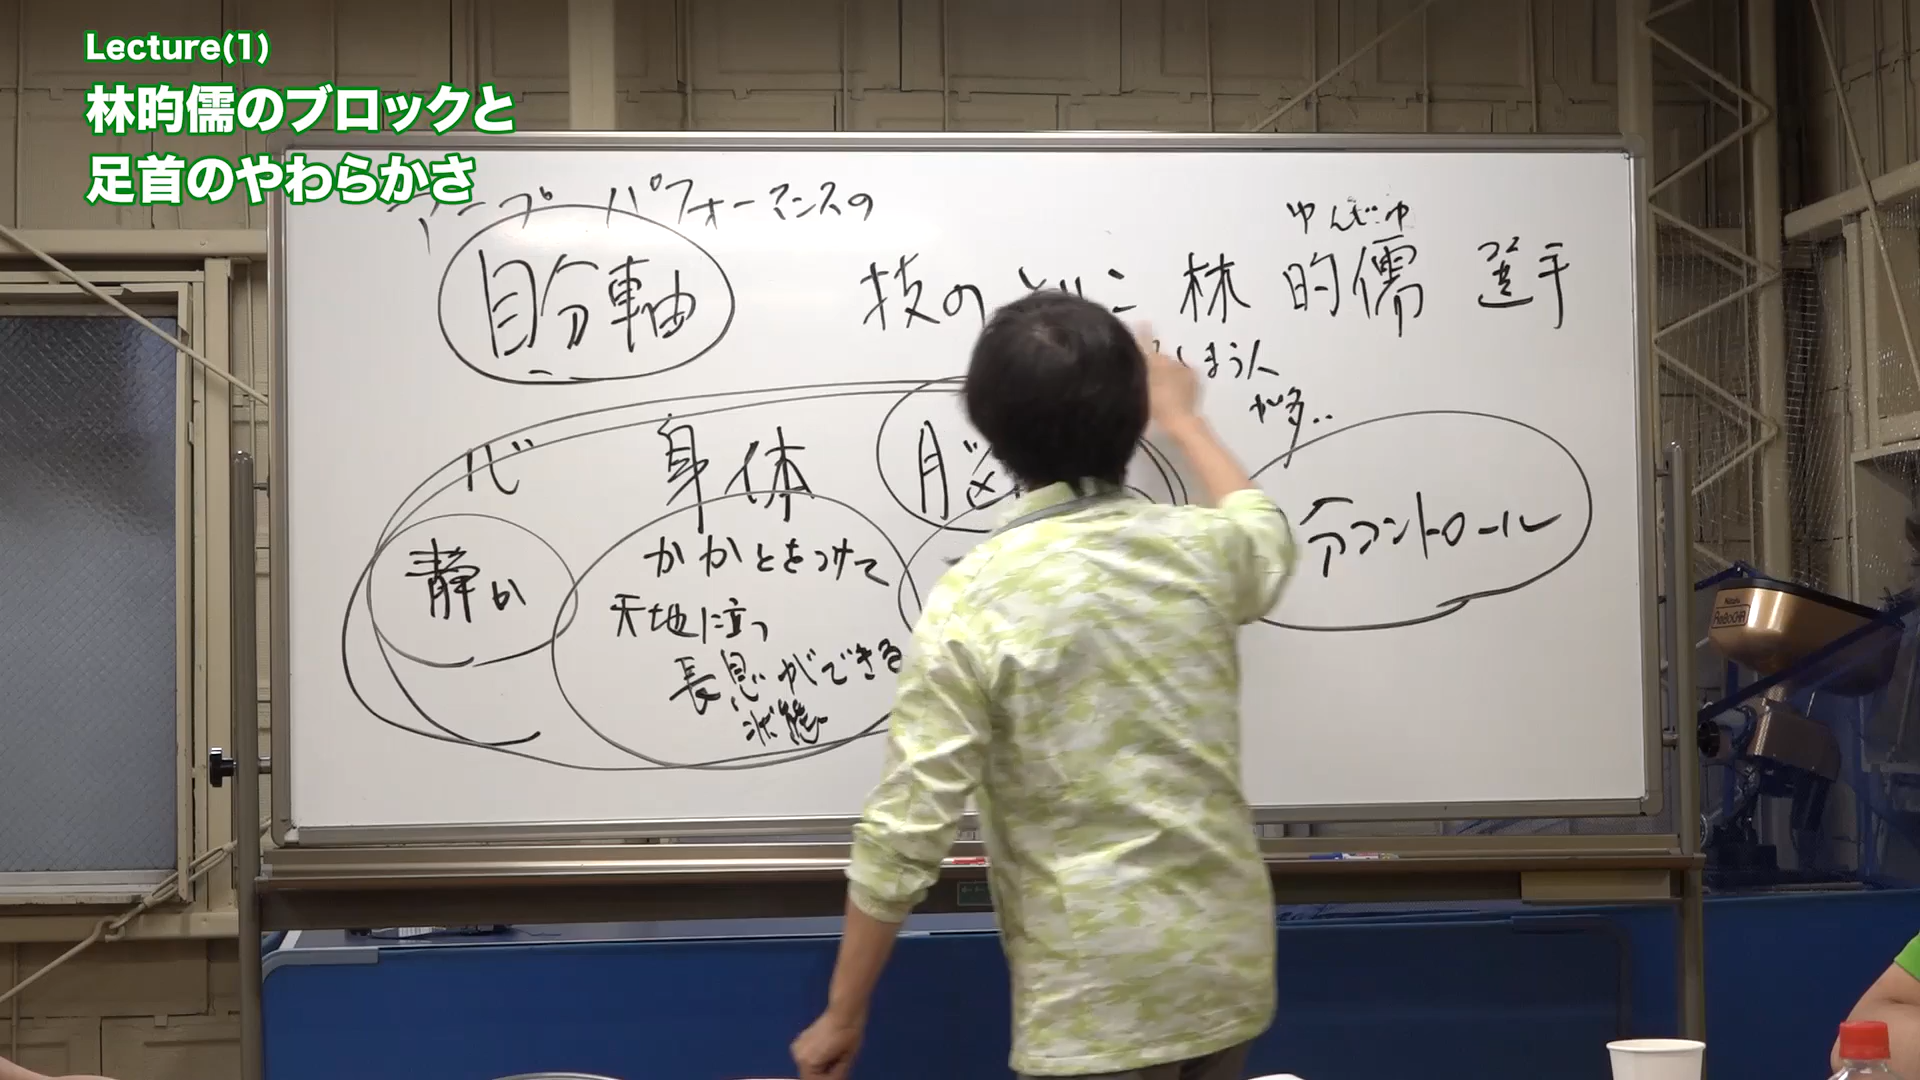 Lecture(1)
林昀儒のブロックと
足首のやわらかさ
パフォーマンスの
自分軸
ゆんじゅ
技の
林 的儒 選手
まう人
が多..
心
身体
脳
静か
かかとをつけて
天地に立つ
長息ができる
状態
コントロール